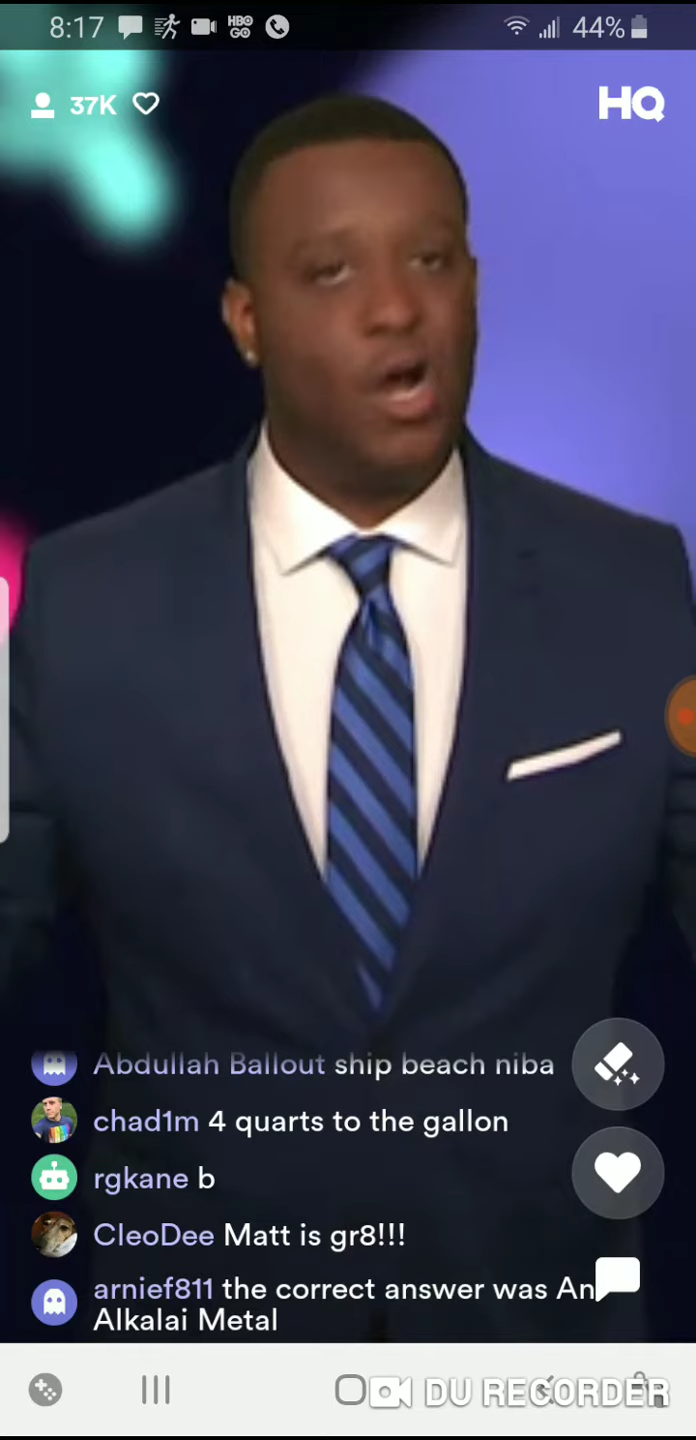 8:17 HBO GO 44%
37K HQ
Abdullah Ballout ship beach niba
chad1m 4 quarts to the gallon
rgkane b
CleoDee Matt is gr8!!!
arnief811 the correct answer was An
Alkalai Metal
DU RECORDER